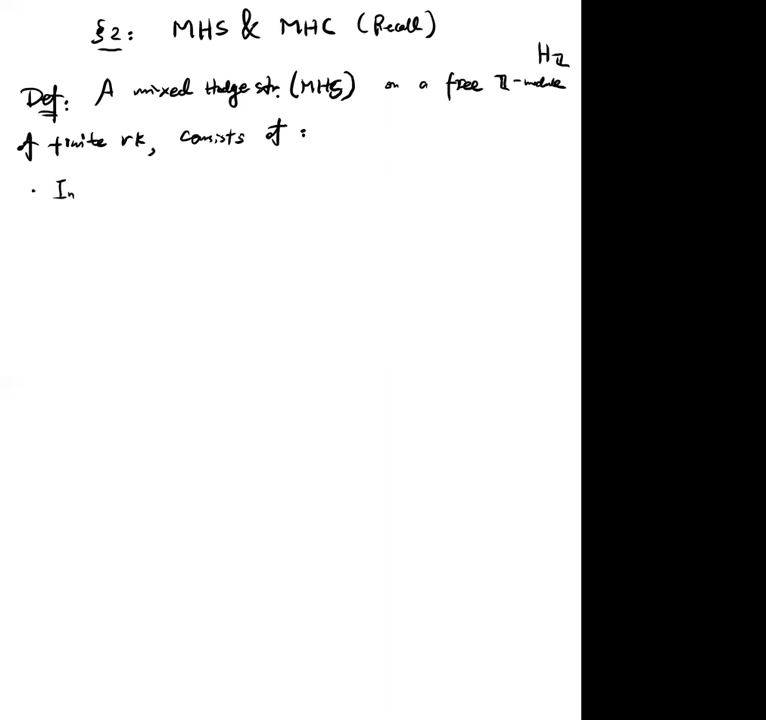 §2: MHS & MHC (Recall)
H_ℤ
Def: A mixed Hodge str. (MHS) on a free ℤ-module
of finite rk, consists of :
· In